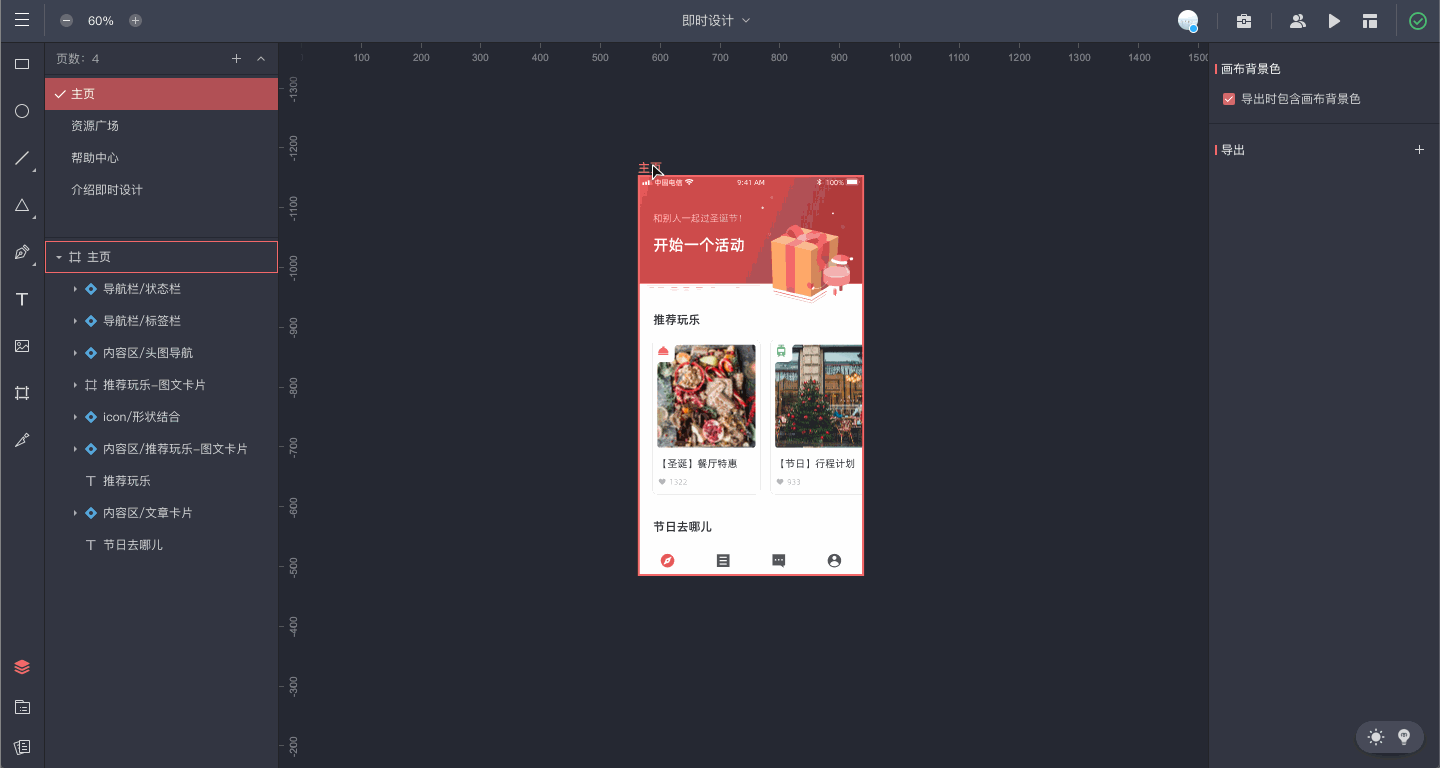 60%
即时设计
页数: 4
主页
资源广场
帮助中心
介绍即时设计
主页
导航栏/状态栏
导航栏/标签栏
内容区/头图导航
推荐玩乐-图文卡片
icon/形状结合
内容区/推荐玩乐-图文卡片
推荐玩乐
内容区/文章卡片
节日去哪儿
100 200 300 400 500 600 700 800 900 1000 1100 1200 1300 1400 1500
-1300
-1200
-1100
-1000
-900
-800
-700
-600
-500
-400
-300
-200
主页
中国电信 9:41 AM 100%
和别人一起过圣诞节!
开始一个活动
推荐玩乐
【圣诞】餐厅特惠
1322
【节日】行程计划
933
节日去哪儿
画布背景色
导出时包含画布背景色
导出